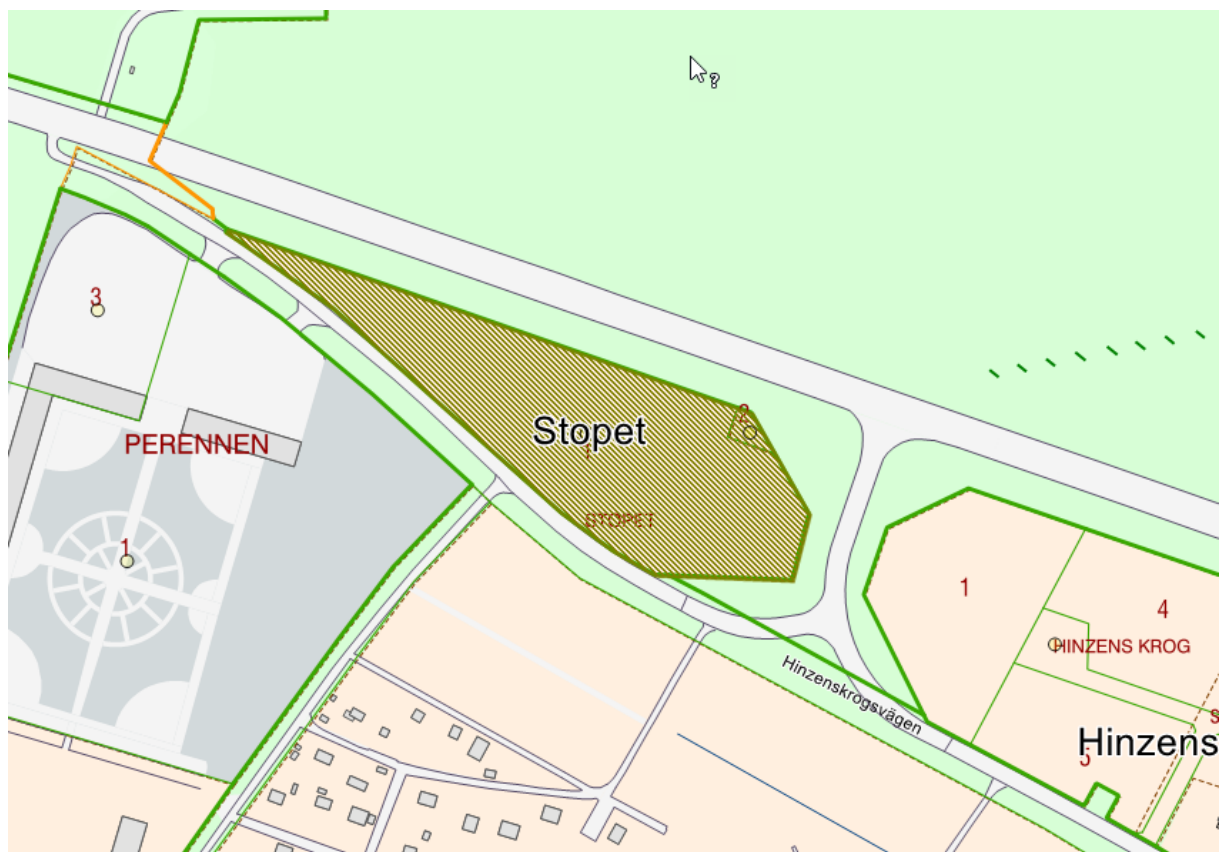 ?
3
2
Stopet
1
PERENNEN
STOPET
1
1
4
HINZENS KROG
Hinzenskrogsvägen
S
Hinzens
5